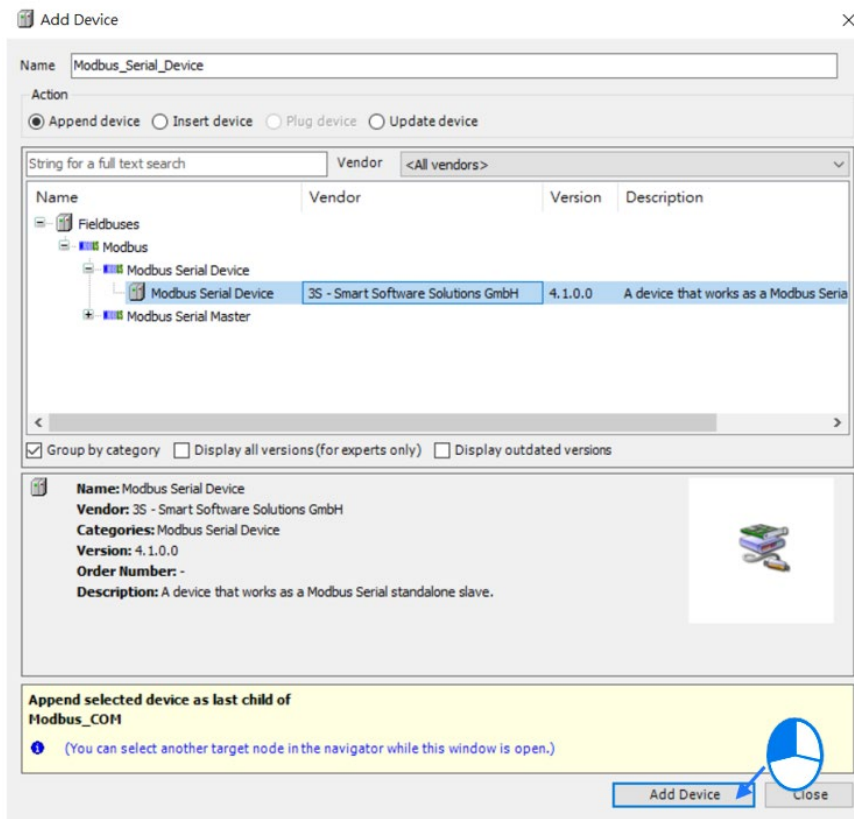 Add Device
Name Modbus_Serial_Device
Action
Append device Insert device Plug device Update device
String for a full text search Vendor <All vendors>
Name Vendor Version Description
Fieldbuses
Modbus
Modbus Serial Device
Modbus Serial Device 3S - Smart Software Solutions GmbH 4.1.0.0 A device that works as a Modbus Seria
Modbus Serial Master
Group by category Display all versions (for experts only) Display outdated versions
Name: Modbus Serial Device
Vendor: 3S - Smart Software Solutions GmbH
Categories: Modbus Serial Device
Version: 4.1.0.0
Order Number: -
Description: A device that works as a Modbus Serial standalone slave.
Append selected device as last child of
Modbus_COM
(You can select another target node in the navigator while this window is open.)
Add Device Close